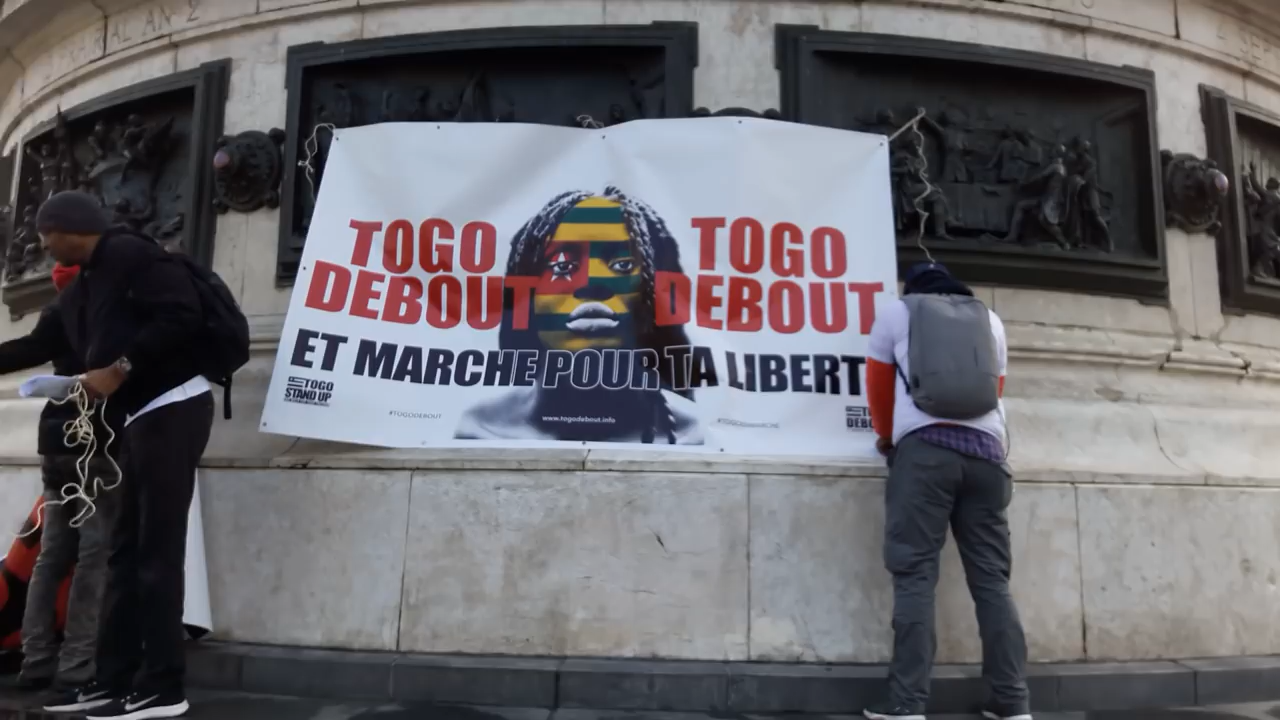 TOGO
DEBOUT
TOGO
DEBOUT
ET MARCHE POUR TA LIBERT
TOGO
STAND UP
#TOGODEBOUT
www.togodebout.info